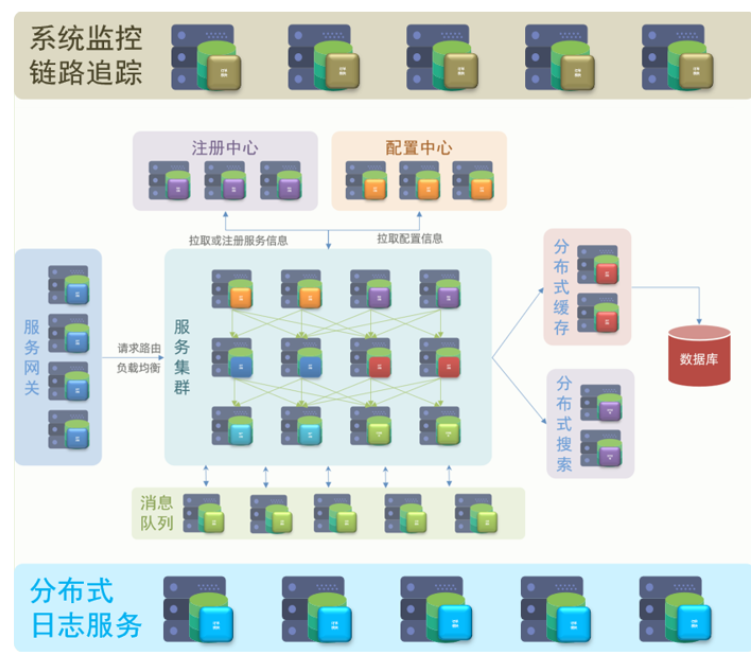 系统监控
链路追踪
注册中心
配置中心
拉取或注册服务信息
拉取配置信息
服务网关
请求路由
负载均衡
服务集群
分布式缓存
数据库
分布式搜索
消息
队列
分布式
日志服务